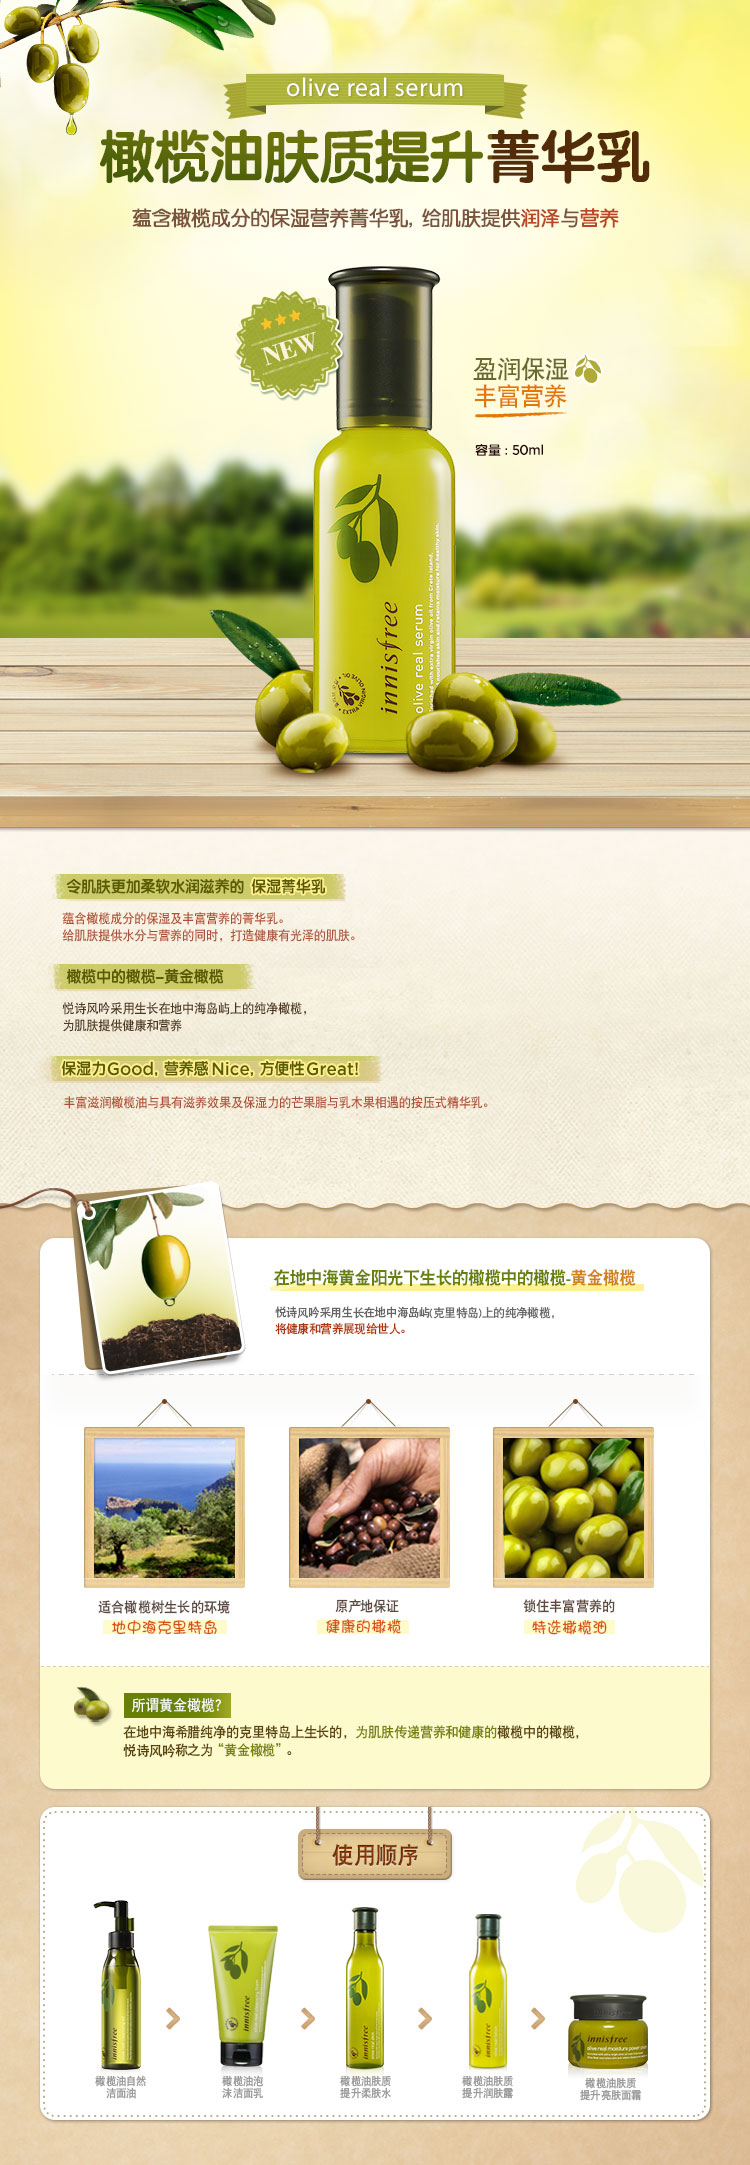 olive real serum
橄榄油肤质提升菁华乳
蕴含橄榄成分的保湿营养菁华乳, 给肌肤提供润泽与营养
NEW
盈润保湿
丰富营养
容量 : 50ml
innisfree
olive real serum
EXTRA VIRGIN OLIVE OIL
令肌肤更加柔软水润滋养的 保湿菁华乳
蕴含橄榄成分的保湿及丰富营养的菁华乳。
给肌肤提供水分与营养的同时，打造健康有光泽的肌肤。
橄榄中的橄榄-黄金橄榄
悦诗风吟采用生长在地中海岛屿上的纯净橄榄，
为肌肤提供健康和营养
保湿力Good, 营养感 Nice, 方便性Great!
丰富滋润橄榄油与具有滋养效果及保湿力的芒果脂与乳木果相遇的按压式精华乳。
在地中海黄金阳光下生长的橄榄中的橄榄-黄金橄榄
悦诗风吟采用生长在地中海岛屿(克里特岛)上的纯净橄榄，
将健康和营养展现给世人。
适合橄榄树生长的环境
地中海克里特岛
原产地保证
健康的橄榄
锁住丰富营养的
特选橄榄油
所谓黄金橄榄?
在地中海希腊纯净的克里特岛上生长的，为肌肤传递营养和健康的橄榄中的橄榄，
悦诗风吟称之为“黄金橄榄”。
使用顺序
innisfree
innisfree
innisfree
innisfree
innisfree
olive real moisture power cream
橄榄油自然
洁面油
橄榄油泡
沫洁面乳
橄榄油肤质
提升柔肤水
橄榄油肤质
提升润肤露
橄榄油肤质
提升亮肤面霜